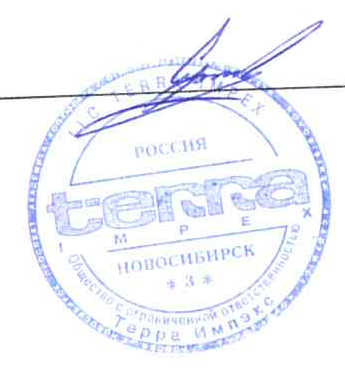 LLC TERRA IMPEX
РОССИЯ
terra
I M P E X
НОВОСИБИРСК
* 3 *
Общество с ограниченной ответственностью
Терра Импэкс